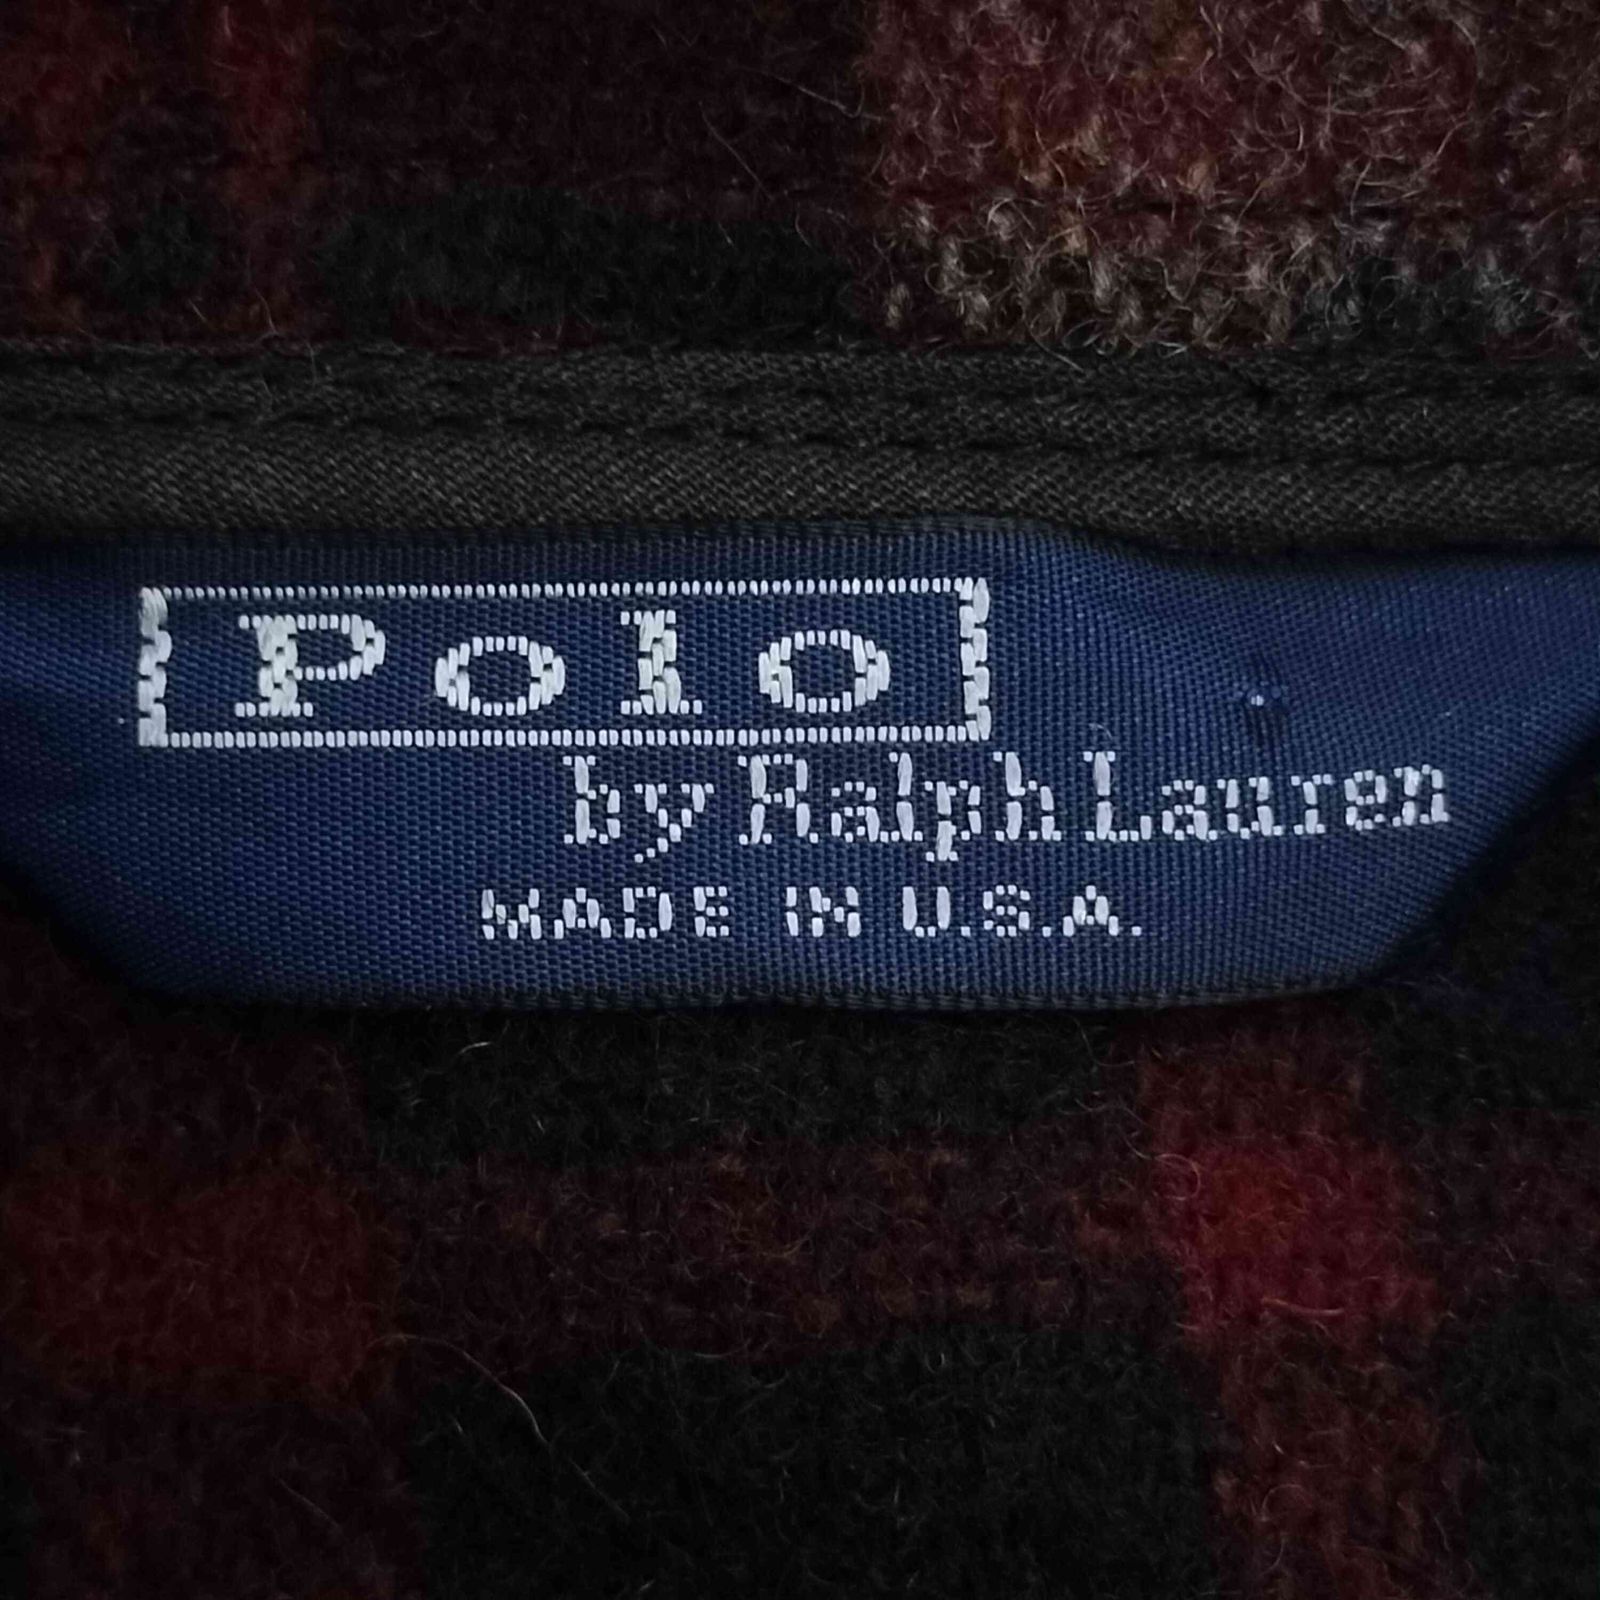 Polo
by Ralph Lauren
MADE IN U.S.A.